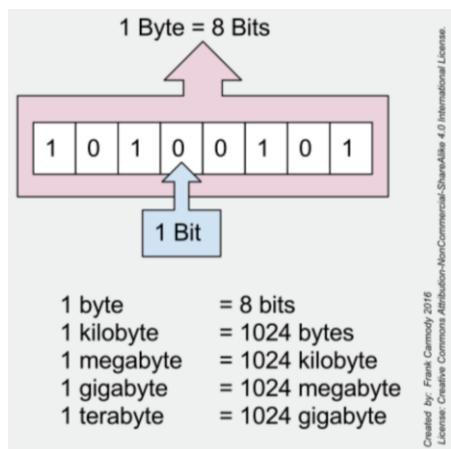 1 Byte = 8 Bits
1 0 1 0 0 1 0 1
1 Bit
1 byte = 8 bits
1 kilobyte = 1024 bytes
1 megabyte = 1024 kilobyte
1 gigabyte = 1024 megabyte
1 terabyte = 1024 gigabyte
Created by: Frank Carmody 2016
License: Creative Commons Attribution-NonCommercial-ShareAlike 4.0 International License.